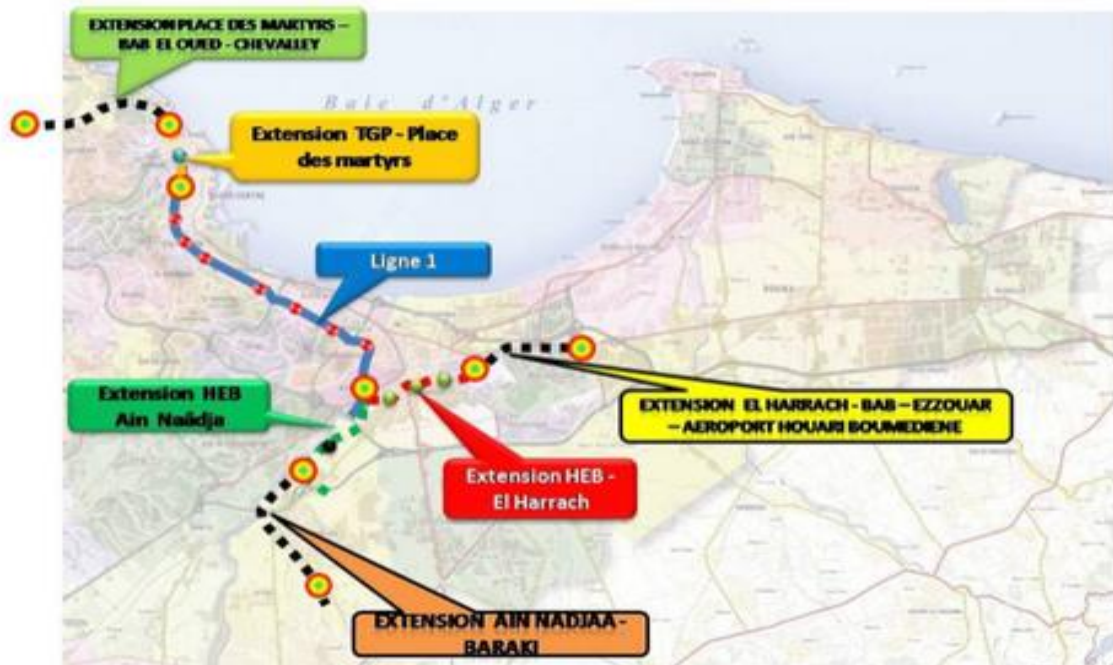 EXTENSION PLACE DES MARTYRS –
BAB EL OUED - CHEVALLEY
Baie d'Alger
Extension TGP - Place
des martyrs
Ligne 1
Extension HEB
Ain Naâdja
EXTENSION EL HARRACH - BAB – EZZOUAR
– AEROPORT HOUARI BOUMEDIENE
Extension HEB -
El Harrach
EXTENSION AIN NADJAA -
BARAKI